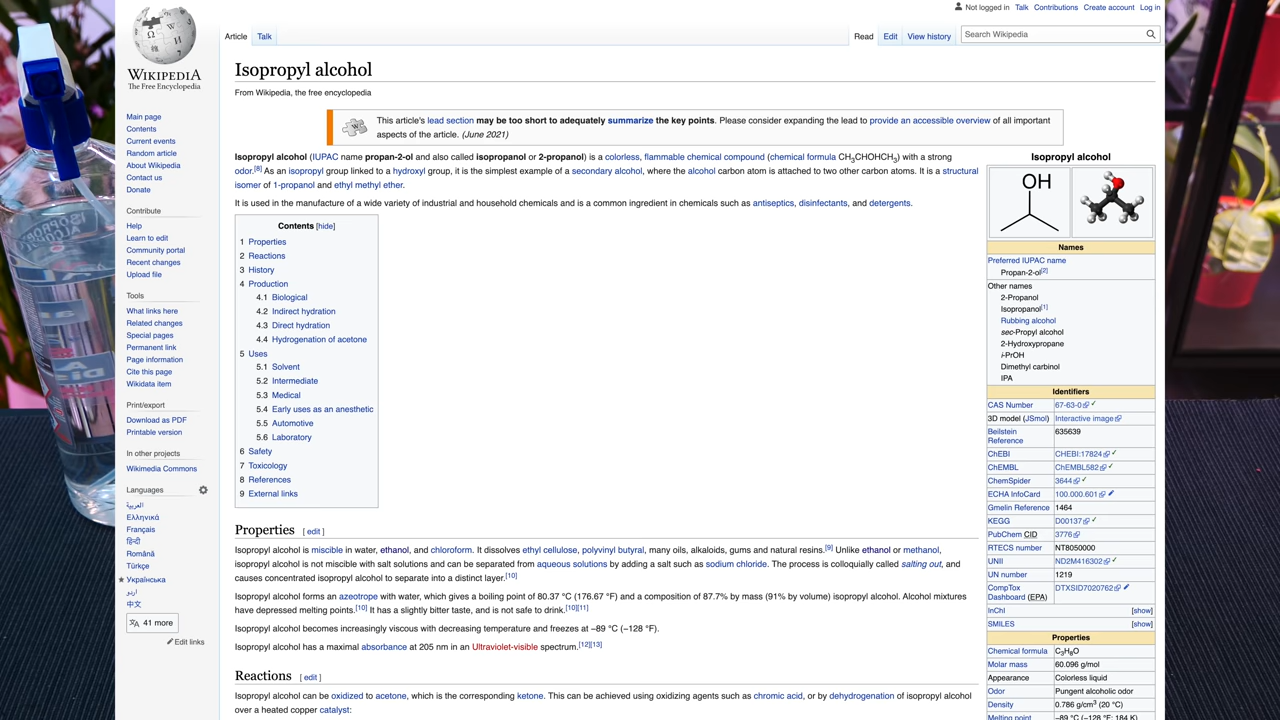 Not logged in Talk Contributions Create account Log in
Article Talk Read Edit View history Search Wikipedia
WIKIPEDIA
The Free Encyclopedia
Main page
Contents
Current events
Random article
About Wikipedia
Contact us
Donate
Contribute
Help
Learn to edit
Community portal
Recent changes
Upload file
Tools
What links here
Related changes
Special pages
Permanent link
Page information
Cite this page
Wikidata item
Print/export
Download as PDF
Printable version
In other projects
Wikimedia Commons
Languages
العربية
Ελληνικά
Français
हिन्दी
Română
Türkçe
Українська
اردو
中文
41 more
Edit links
Isopropyl alcohol
From Wikipedia, the free encyclopedia
This article's lead section may be too short to adequately summarize the key points. Please consider expanding the lead to provide an accessible overview of all important
aspects of the article. (June 2021)
Isopropyl alcohol (IUPAC name propan-2-ol and also called isopropanol or 2-propanol) is a colorless, flammable chemical compound (chemical formula CH3CHOHCH3) with a strong
odor.[8] As an isopropyl group linked to a hydroxyl group, it is the simplest example of a secondary alcohol, where the alcohol carbon atom is attached to two other carbon atoms. It is a structural
isomer of 1-propanol and ethyl methyl ether.
It is used in the manufacture of a wide variety of industrial and household chemicals and is a common ingredient in chemicals such as antiseptics, disinfectants, and detergents.
Contents [hide]
1 Properties
2 Reactions
3 History
4 Production
4.1 Biological
4.2 Indirect hydration
4.3 Direct hydration
4.4 Hydrogenation of acetone
5 Uses
5.1 Solvent
5.2 Intermediate
5.3 Medical
5.4 Early uses as an anesthetic
5.5 Automotive
5.6 Laboratory
6 Safety
7 Toxicology
8 References
9 External links
Properties [ edit ]
Isopropyl alcohol is miscible in water, ethanol, and chloroform. It dissolves ethyl cellulose, polyvinyl butyral, many oils, alkaloids, gums and natural resins.[9] Unlike ethanol or methanol,
isopropyl alcohol is not miscible with salt solutions and can be separated from aqueous solutions by adding a salt such as sodium chloride. The process is colloquially called salting out, and
causes concentrated isopropyl alcohol to separate into a distinct layer.[10]
Isopropyl alcohol forms an azeotrope with water, which gives a boiling point of 80.37 °C (176.67 °F) and a composition of 87.7% by mass (91% by volume) isopropyl alcohol. Alcohol mixtures
have depressed melting points.[10] It has a slightly bitter taste, and is not safe to drink.[10][11]
Isopropyl alcohol becomes increasingly viscous with decreasing temperature and freezes at −89 °C (−128 °F).
Isopropyl alcohol has a maximal absorbance at 205 nm in an Ultraviolet-visible spectrum.[12][13]
Reactions [ edit ]
Isopropyl alcohol can be oxidized to acetone, which is the corresponding ketone. This can be achieved using oxidizing agents such as chromic acid, or by dehydrogenation of isopropyl alcohol
over a heated copper catalyst:
Isopropyl alcohol
OH
Names
Preferred IUPAC name
Propan-2-ol[2]
Other names
2-Propanol
Isopropanol[1]
Rubbing alcohol
sec-Propyl alcohol
2-Hydroxypropane
i-PrOH
Dimethyl carbinol
IPA
Identifiers
CAS Number 67-63-0 ✓
3D model (JSmol) Interactive image
Beilstein Reference 635639
ChEBI CHEBI:17824 ✓
ChEMBL ChEMBL582 ✓
ChemSpider 3644 ✓
ECHA InfoCard 100.000.601
Gmelin Reference 1464
KEGG D00137 ✓
PubChem CID 3776
RTECS number NT8050000
UNII ND2M416302 ✓
UN number 1219
CompTox Dashboard (EPA) DTXSID7020762
InChI [show]
SMILES [show]
Properties
Chemical formula C3H8O
Molar mass 60.096 g/mol
Appearance Colorless liquid
Odor Pungent alcoholic odor
Density 0.786 g/cm3 (20 °C)
Melting point −89 °C (−128 °F; 184 K)